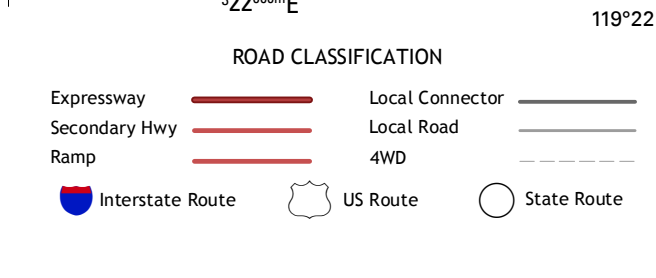 ³22⁰⁰⁰ᵐE
119°22
ROAD CLASSIFICATION
Expressway
Local Connector
Secondary Hwy
Local Road
Ramp
4WD
Interstate Route
US Route
State Route